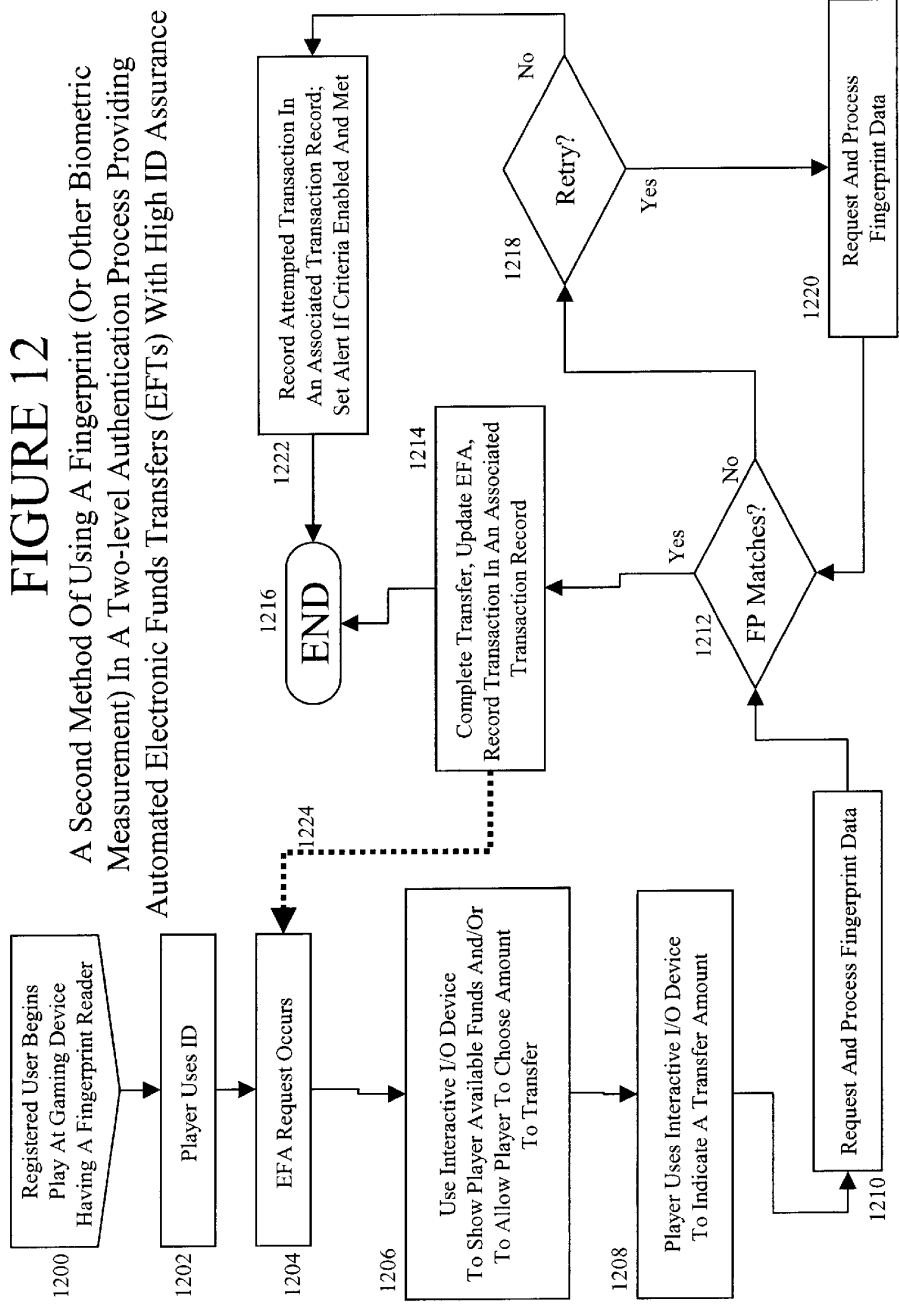 FIGURE 12
A Second Method Of Using A Fingerprint (Or Other Biometric
Measurement) In A Two-level Authentication Process Providing
Automated Electronic Funds Transfers (EFTs) With High ID Assurance
1200
Registered User Begins
Play At Gaming Device
Having A Fingerprint Reader
1202
Player Uses ID
1204
EFA Request Occurs
1206
Use Interactive I/O Device
To Show Player Available Funds And/Or
To Allow Player To Choose Amount
To Transfer
1208
Player Uses Interactive I/O Device
To Indicate A Transfer Amount
1210
Request And Process Fingerprint Data
1212
FP Matches?
Yes
No
1214
Complete Transfer, Update EFA,
Record Transaction In An Associated
Transaction Record
1216
END
1218
Retry?
Yes
No
1220
Request And Process
Fingerprint Data
1222
Record Attempted Transaction In
An Associated Transaction Record;
Set Alert If Criteria Enabled And Met
1224